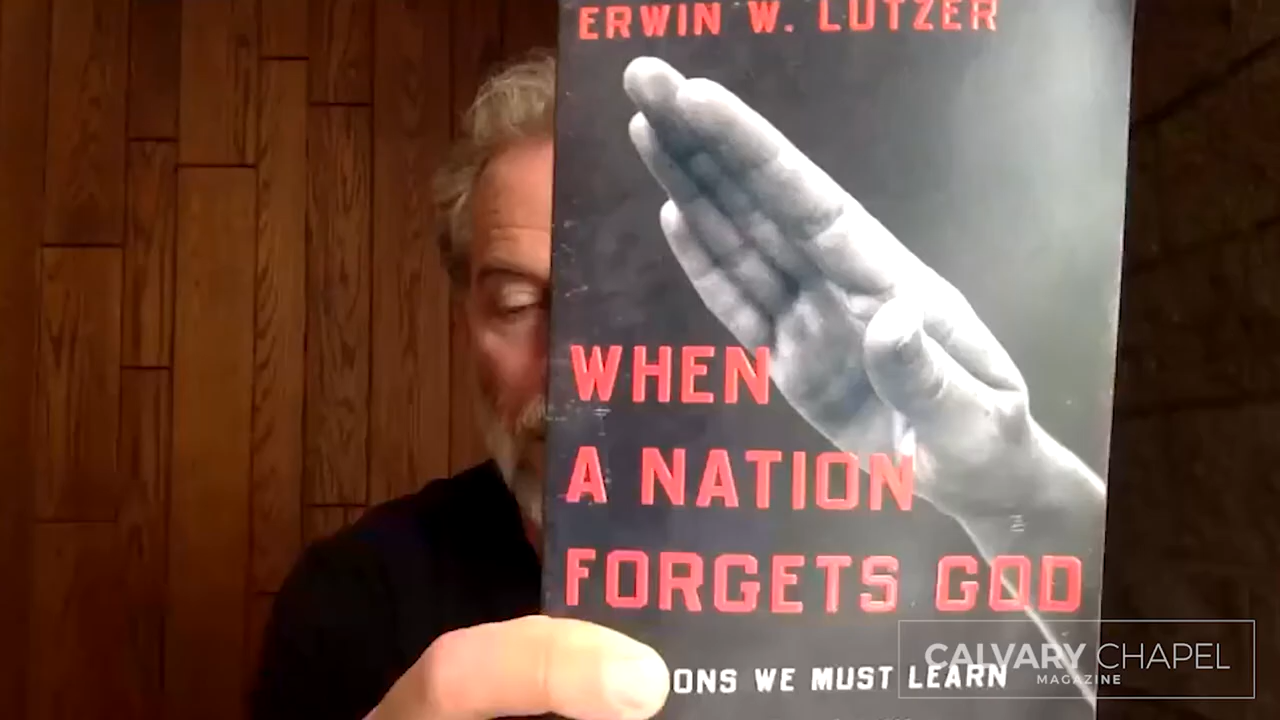 ERWIN W. LUTZER
WHEN
A NATION
FORGETS GOD
ONS WE MUST LEARN
CALVARY CHAPEL
MAGAZINE